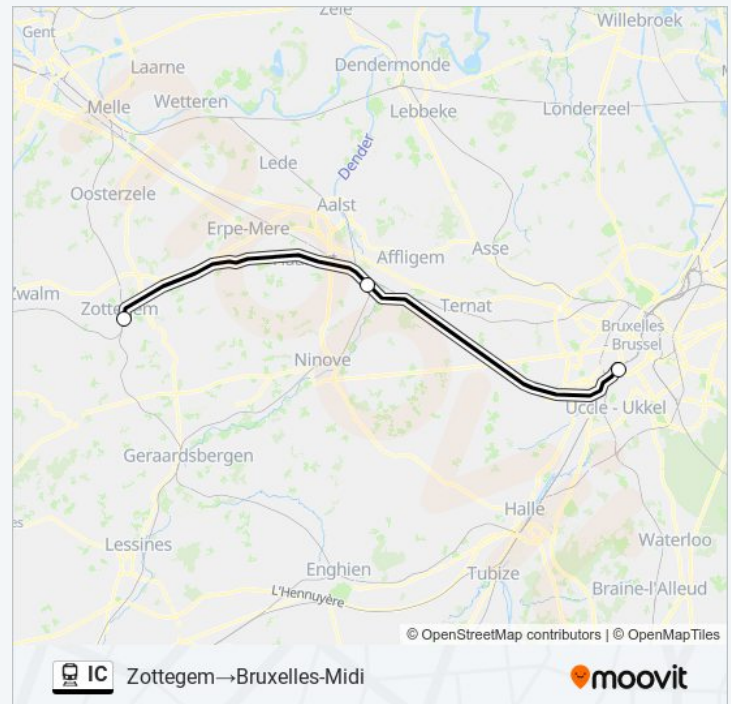 Zele
Gent
Willebroek
Laarne
Dendermonde
Melle
Wetteren
Lebbeke
Londerzeel
Lede
Dender
Oosterzele
Aalst
Erpe-Mere
Affligem
Asse
Zwalm
Zottegem
Ternat
Bruxelles
- Brussel
Ninove
Uccle - Ukkel
Geraardsbergen
Halle
Lessines
Enghien
Tubize
Waterloo
L'Hennuyère
Braine-l'Alleud
© OpenStreetMap contributors | © OpenMapTiles
IC Zottegem→Bruxelles-Midi
moovit